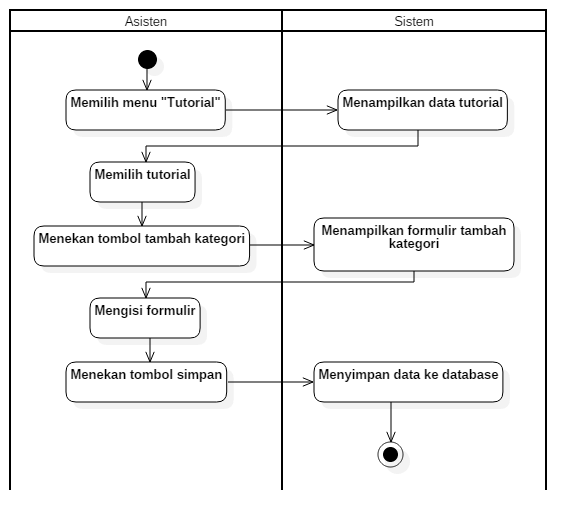 Asisten
Sistem
Memilih menu "Tutorial"
Menampilkan data tutorial
Memilih tutorial
Menekan tombol tambah kategori
Menampilkan formulir tambah
kategori
Mengisi formulir
Menekan tombol simpan
Menyimpan data ke database